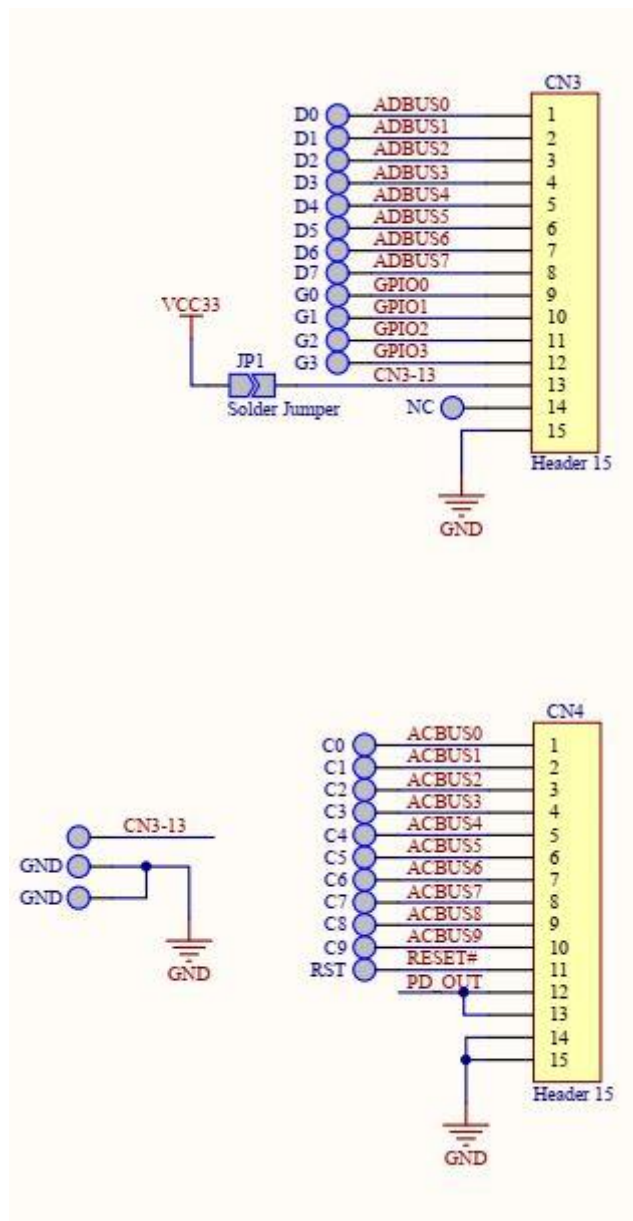 CN3
D0 ADBUS0 1
D1 ADBUS1 2
D2 ADBUS2 3
D3 ADBUS3 4
D4 ADBUS4 5
D5 ADBUS5 6
D6 ADBUS6 7
D7 ADBUS7 8
G0 GPIO0 9
G1 GPIO1 10
G2 GPIO2 11
G3 GPIO3 12
VCC33
JP1
CN3-13 13
Solder Jumper
NC 14
15
Header 15
GND
CN4
C0 ACBUS0 1
C1 ACBUS1 2
C2 ACBUS2 3
C3 ACBUS3 4
C4 ACBUS4 5
C5 ACBUS5 6
C6 ACBUS6 7
C7 ACBUS7 8
C8 ACBUS8 9
C9 ACBUS9 10
RST RESET# 11
PD_OUT 12
13
14
15
Header 15
GND
CN3-13
GND
GND
GND